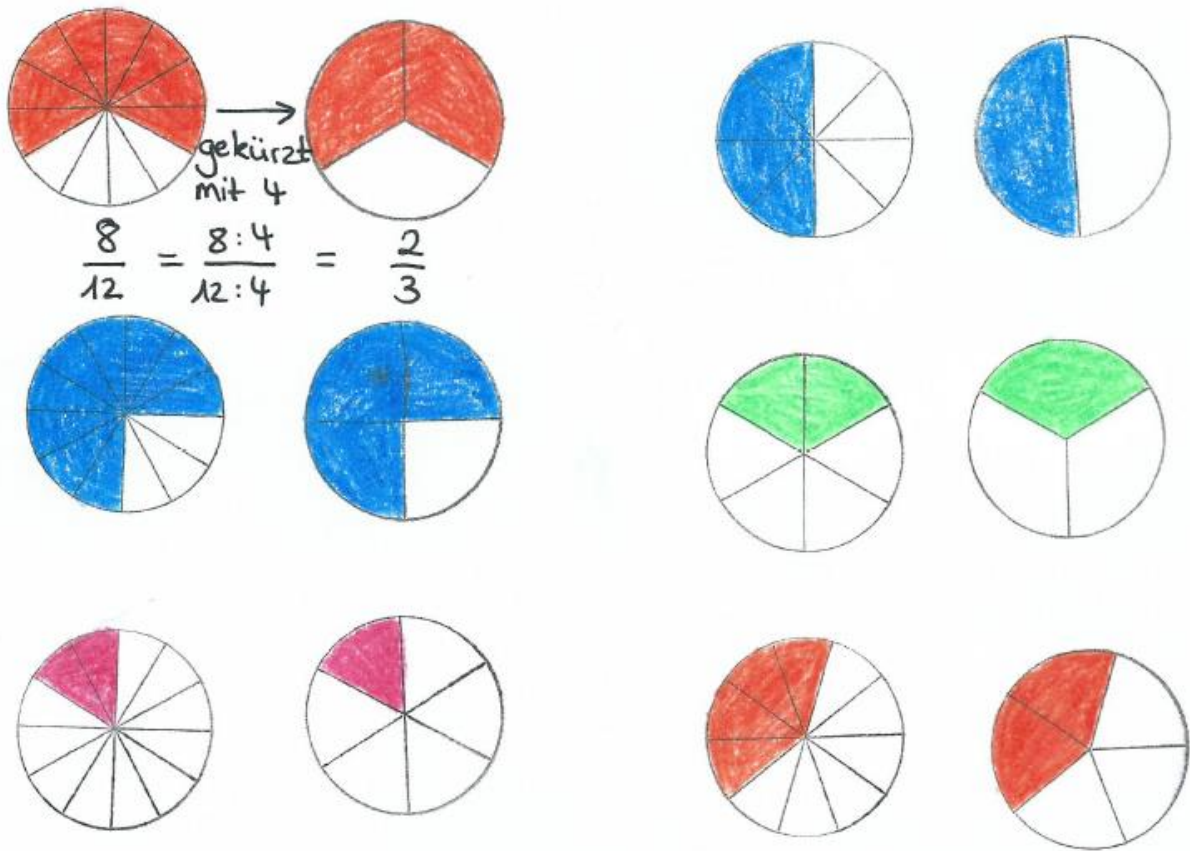 gekürzt
mit 4
8/12 = 8:4/12:4 = 2/3